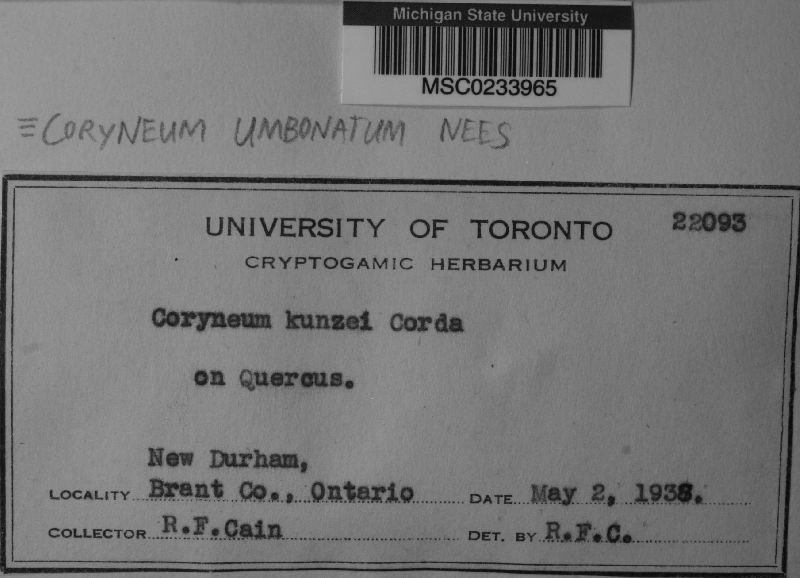 Michigan State University
MSC0233965
≡ CORYNEUM UMBONATUM NEES
UNIVERSITY OF TORONTO 22093
CRYPTOGAMIC HERBARIUM
Coryneum kunzei Corda
on Quercus.
New Durham,
LOCALITY Brant Co., Ontario DATE May 2, 1938.
COLLECTOR R.F.Cain DET. BY R.F.C.